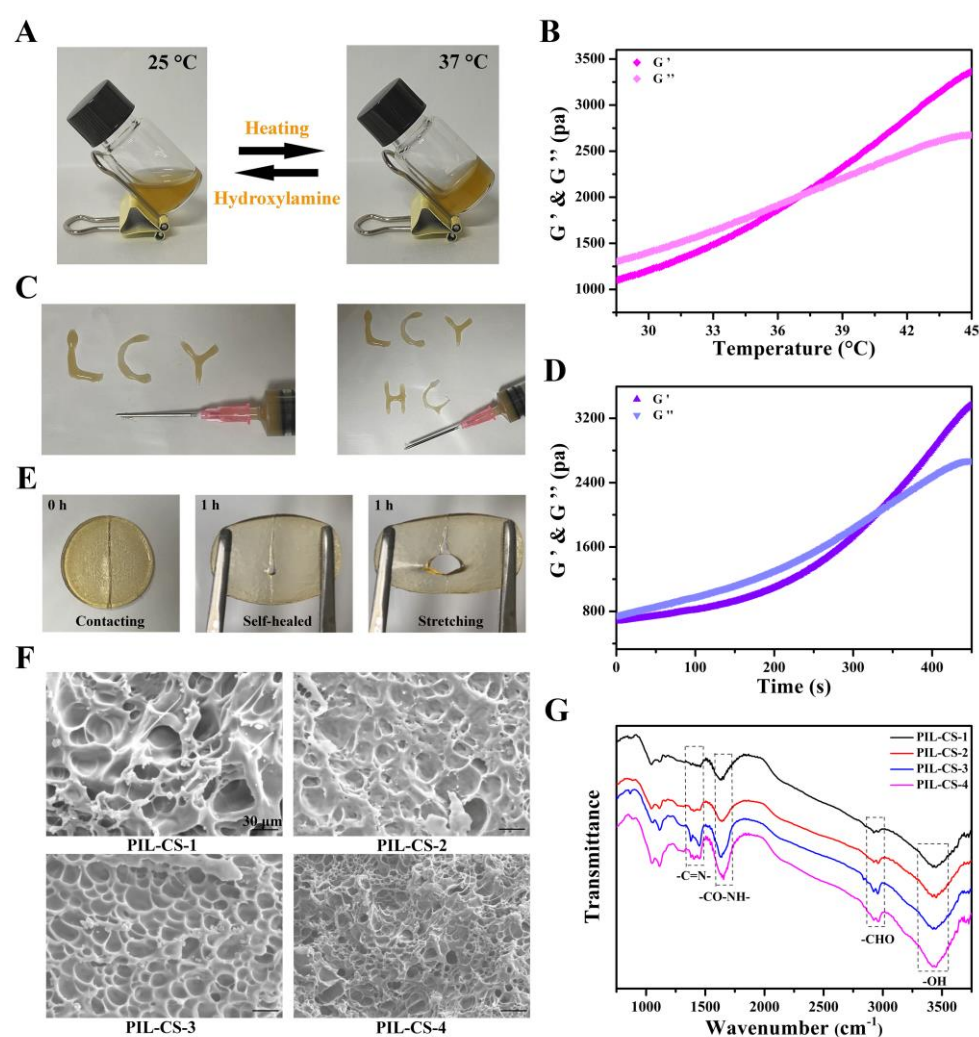 A
25 °C
Heating
Hydroxylamine
37 °C
B
G '
G ''
3500
3000
2500
2000
1500
1000
G ' & G '' (pa)
30 33 36 39 42 45
Temperature (°C)
C
L C Y
L C Y
H C
D
G '
G ''
3200
2400
1600
800
G ' & G '' (pa)
0 100 200 300 400
Time (s)
E
0 h
Contacting
1 h
Self-healed
1 h
Stretching
F
30 μm
PIL-CS-1
PIL-CS-2
PIL-CS-3
PIL-CS-4
G
PIL-CS-1
PIL-CS-2
PIL-CS-3
PIL-CS-4
-C=N-
-CO-NH-
-CHO
-OH
Transmittance
1000 1500 2000 2500 3000 3500
Wavenumber (cm-1)